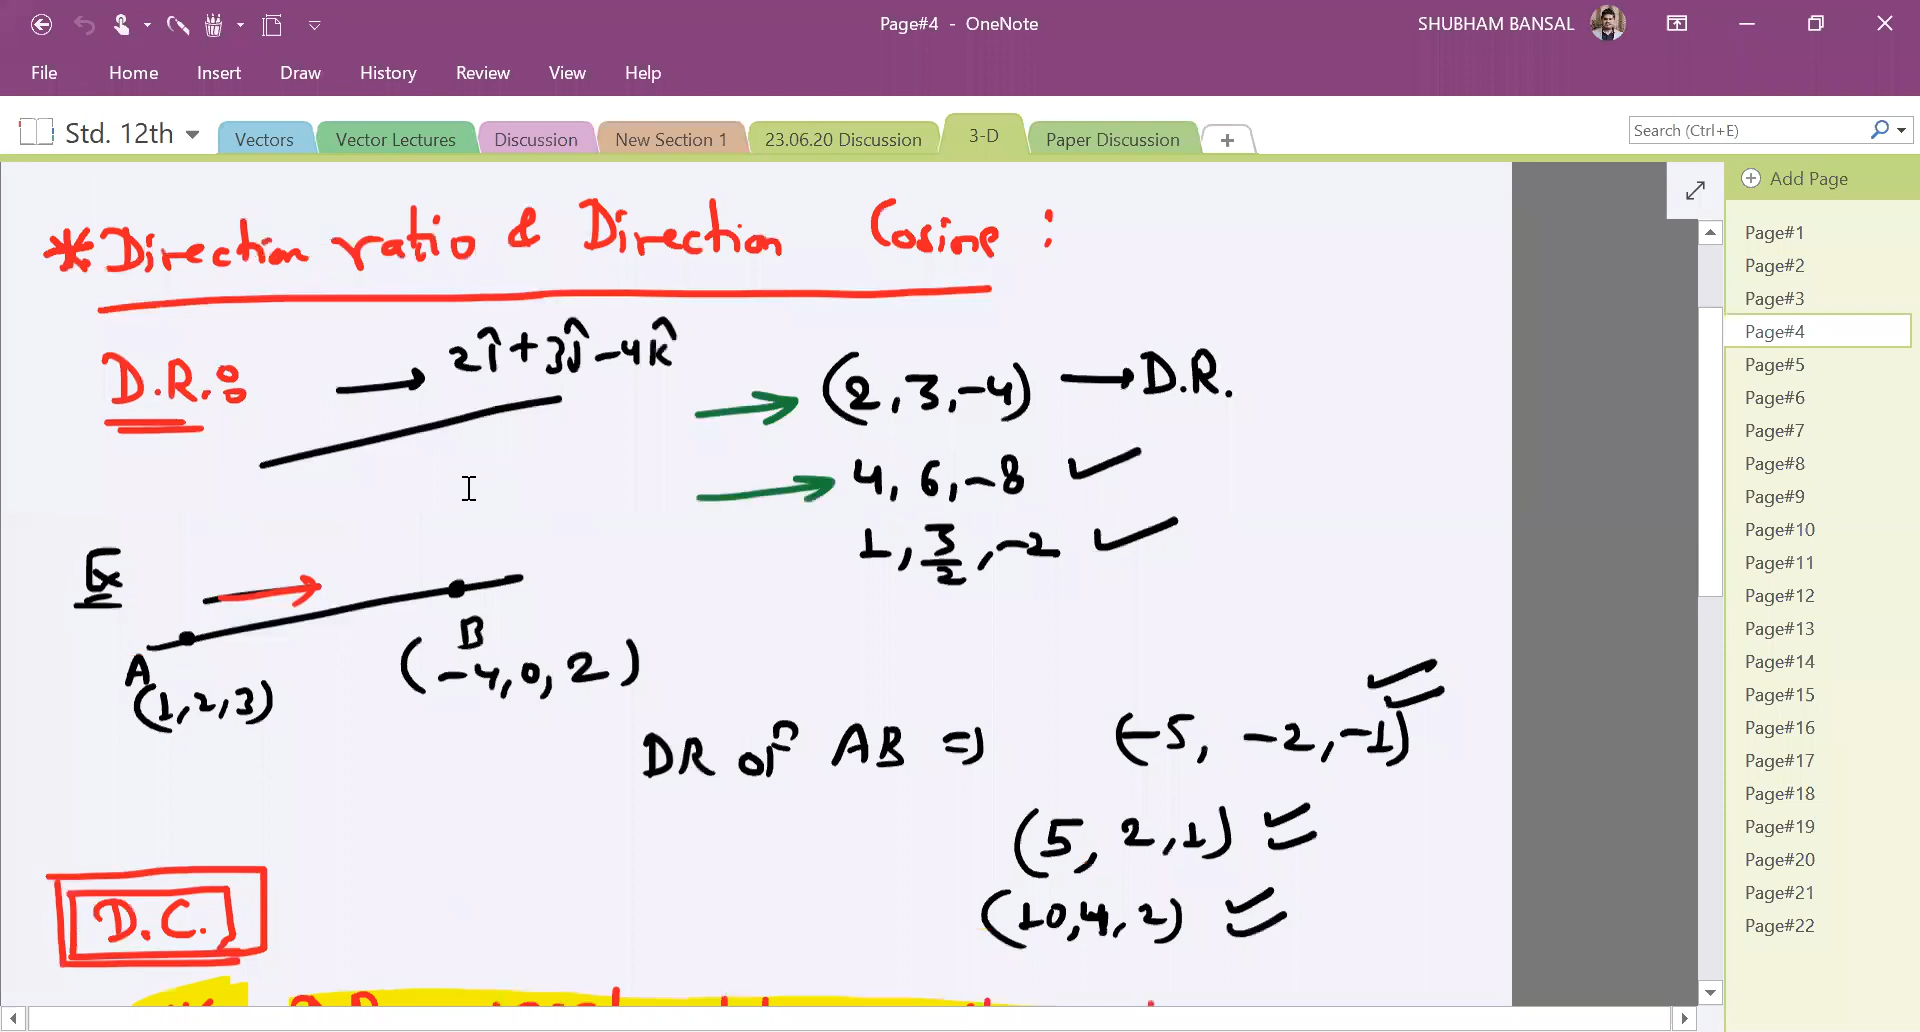 Page#4 - OneNote
SHUBHAM BANSAL
File Home Insert Draw History Review View Help
Std. 12th
Vectors
Vector Lectures
Discussion
New Section 1
23.06.20 Discussion
3-D
Paper Discussion
+
Search (Ctrl+E)
* Direction ratio & Direction Cosine :
D.R.:
2î + 3ĵ - 4k̂
(2, 3, -4) → D.R.
4, 6, -8 ✓
1, 3/2, -2 ✓
Ex
A
(1, 2, 3)
B
(-4, 0, 2)
DR of AB ⇒ (-5, -2, -1)
(5, 2, 1)
(10, 4, 2)
D.C.
Add Page
Page#1
Page#2
Page#3
Page#4
Page#5
Page#6
Page#7
Page#8
Page#9
Page#10
Page#11
Page#12
Page#13
Page#14
Page#15
Page#16
Page#17
Page#18
Page#19
Page#20
Page#21
Page#22